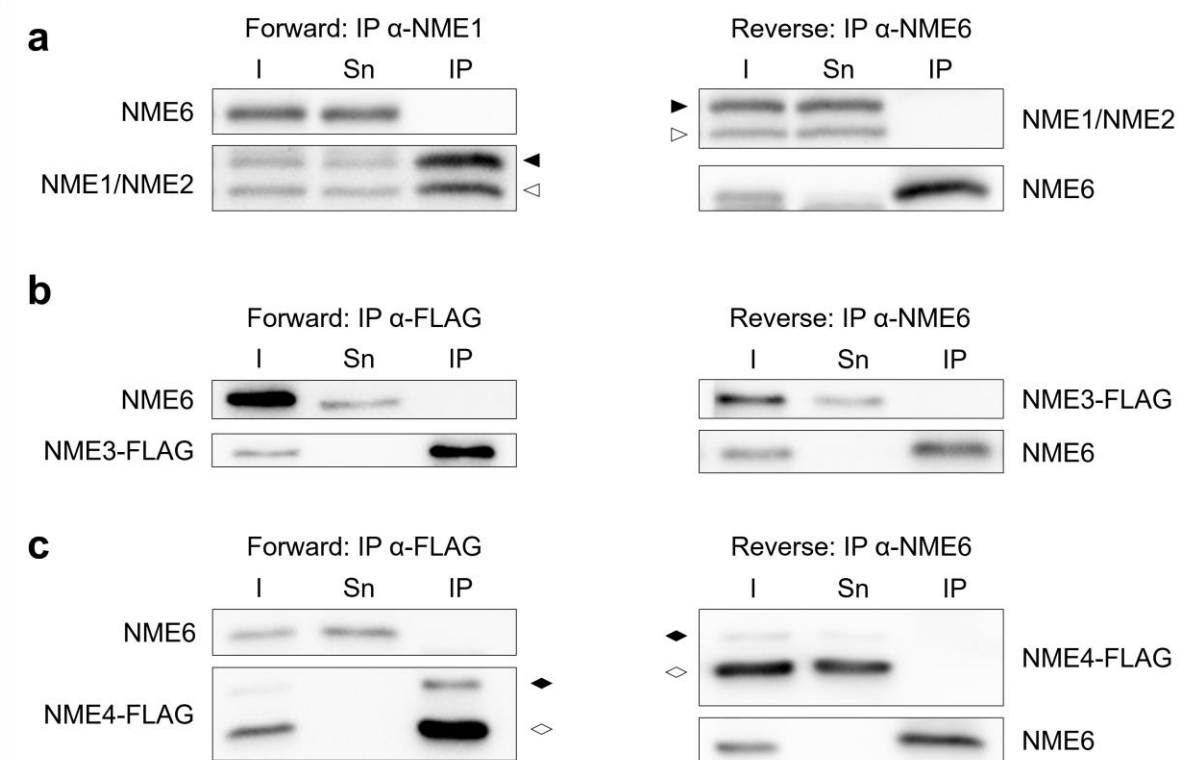 a
Forward: IP α-NME1
I Sn IP
NME6
NME1/NME2
Reverse: IP α-NME6
I Sn IP
NME1/NME2
NME6
b
Forward: IP α-FLAG
I Sn IP
NME6
NME3-FLAG
Reverse: IP α-NME6
I Sn IP
NME3-FLAG
NME6
c
Forward: IP α-FLAG
I Sn IP
NME6
NME4-FLAG
Reverse: IP α-NME6
I Sn IP
NME4-FLAG
NME6